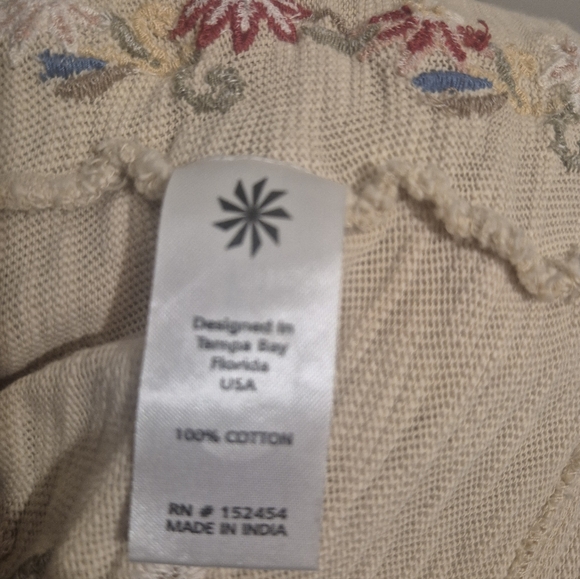 Designed in
Tampa Bay
Florida
USA
100% COTTON
RN # 152454
MADE IN INDIA